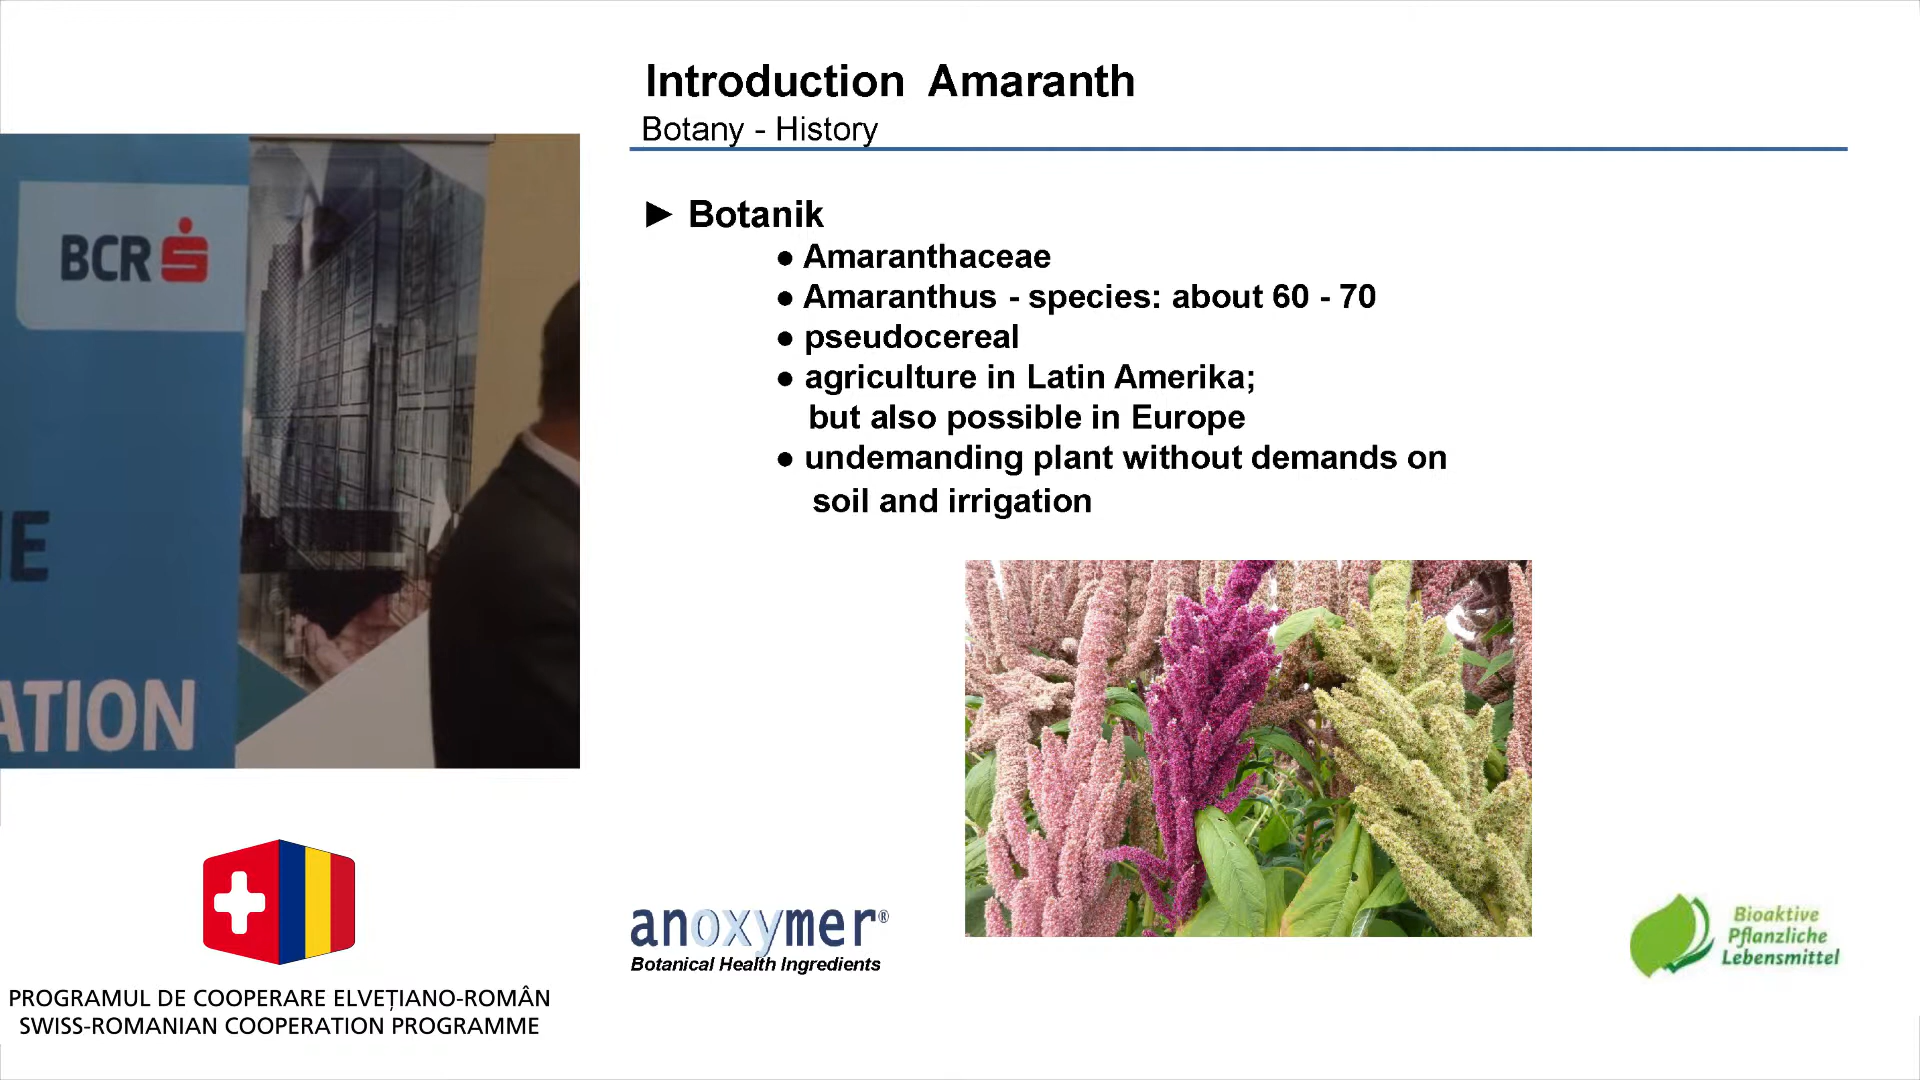 Introduction Amaranth
Botany - History
► Botanik
● Amaranthaceae
● Amaranthus - species: about 60 - 70
● pseudocereal
● agriculture in Latin Amerika;
but also possible in Europe
● undemanding plant without demands on
soil and irrigation
BCR
IE
ATION
PROGRAMUL DE COOPERARE ELVEȚIANO-ROMÂN
SWISS-ROMANIAN COOPERATION PROGRAMME
anoxymer®
Botanical Health Ingredients
Bioaktive
Pflanzliche
Lebensmittel